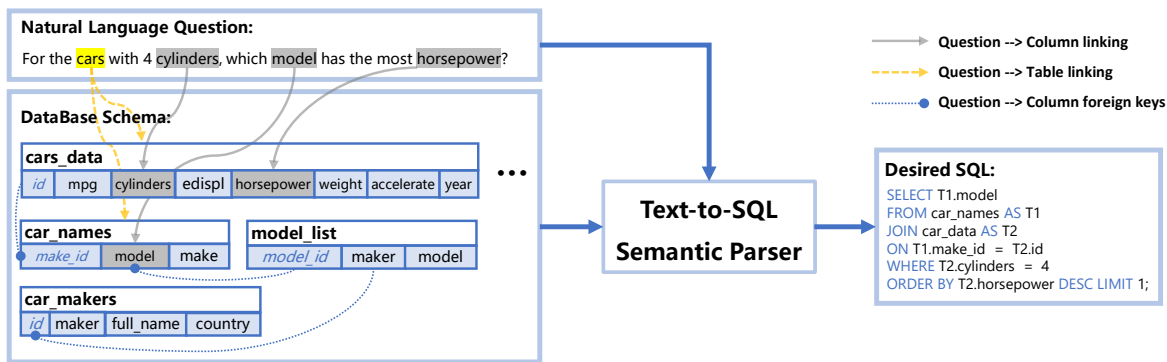 Natural Language Question:
For the cars with 4 cylinders, which model has the most horsepower?
DataBase Schema:
cars_data
id mpg cylinders edispl horsepower weight accelerate year
...
car_names
make_id model make
model_list
model_id maker model
car_makers
id maker full_name country
Text-to-SQL
Semantic Parser
Question --> Column linking
Question --> Table linking
Question --> Column foreign keys
Desired SQL:
SELECT T1.model
FROM car_names AS T1
JOIN car_data AS T2
ON T1.make_id = T2.id
WHERE T2.cylinders = 4
ORDER BY T2.horsepower DESC LIMIT 1;